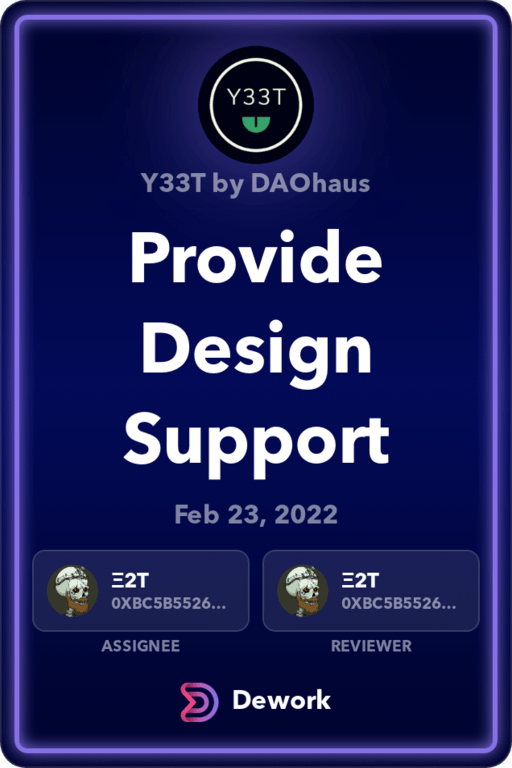 Y33T
Y33T by DAOhaus
Provide
Design
Support
Feb 23, 2022
Ξ2T
0XBC5B5526...
Ξ2T
0XBC5B5526...
ASSIGNEE
REVIEWER
Dework